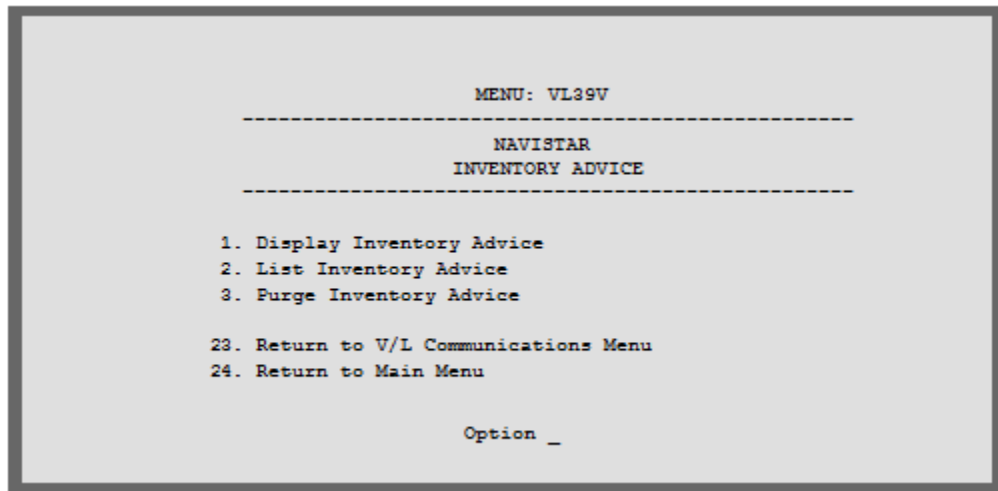 MENU: VL39V
---------------------------------------------------
NAVISTAR
INVENTORY ADVICE
---------------------------------------------------
1. Display Inventory Advice
2. List Inventory Advice
3. Purge Inventory Advice
23. Return to V/L Communications Menu
24. Return to Main Menu
Option _